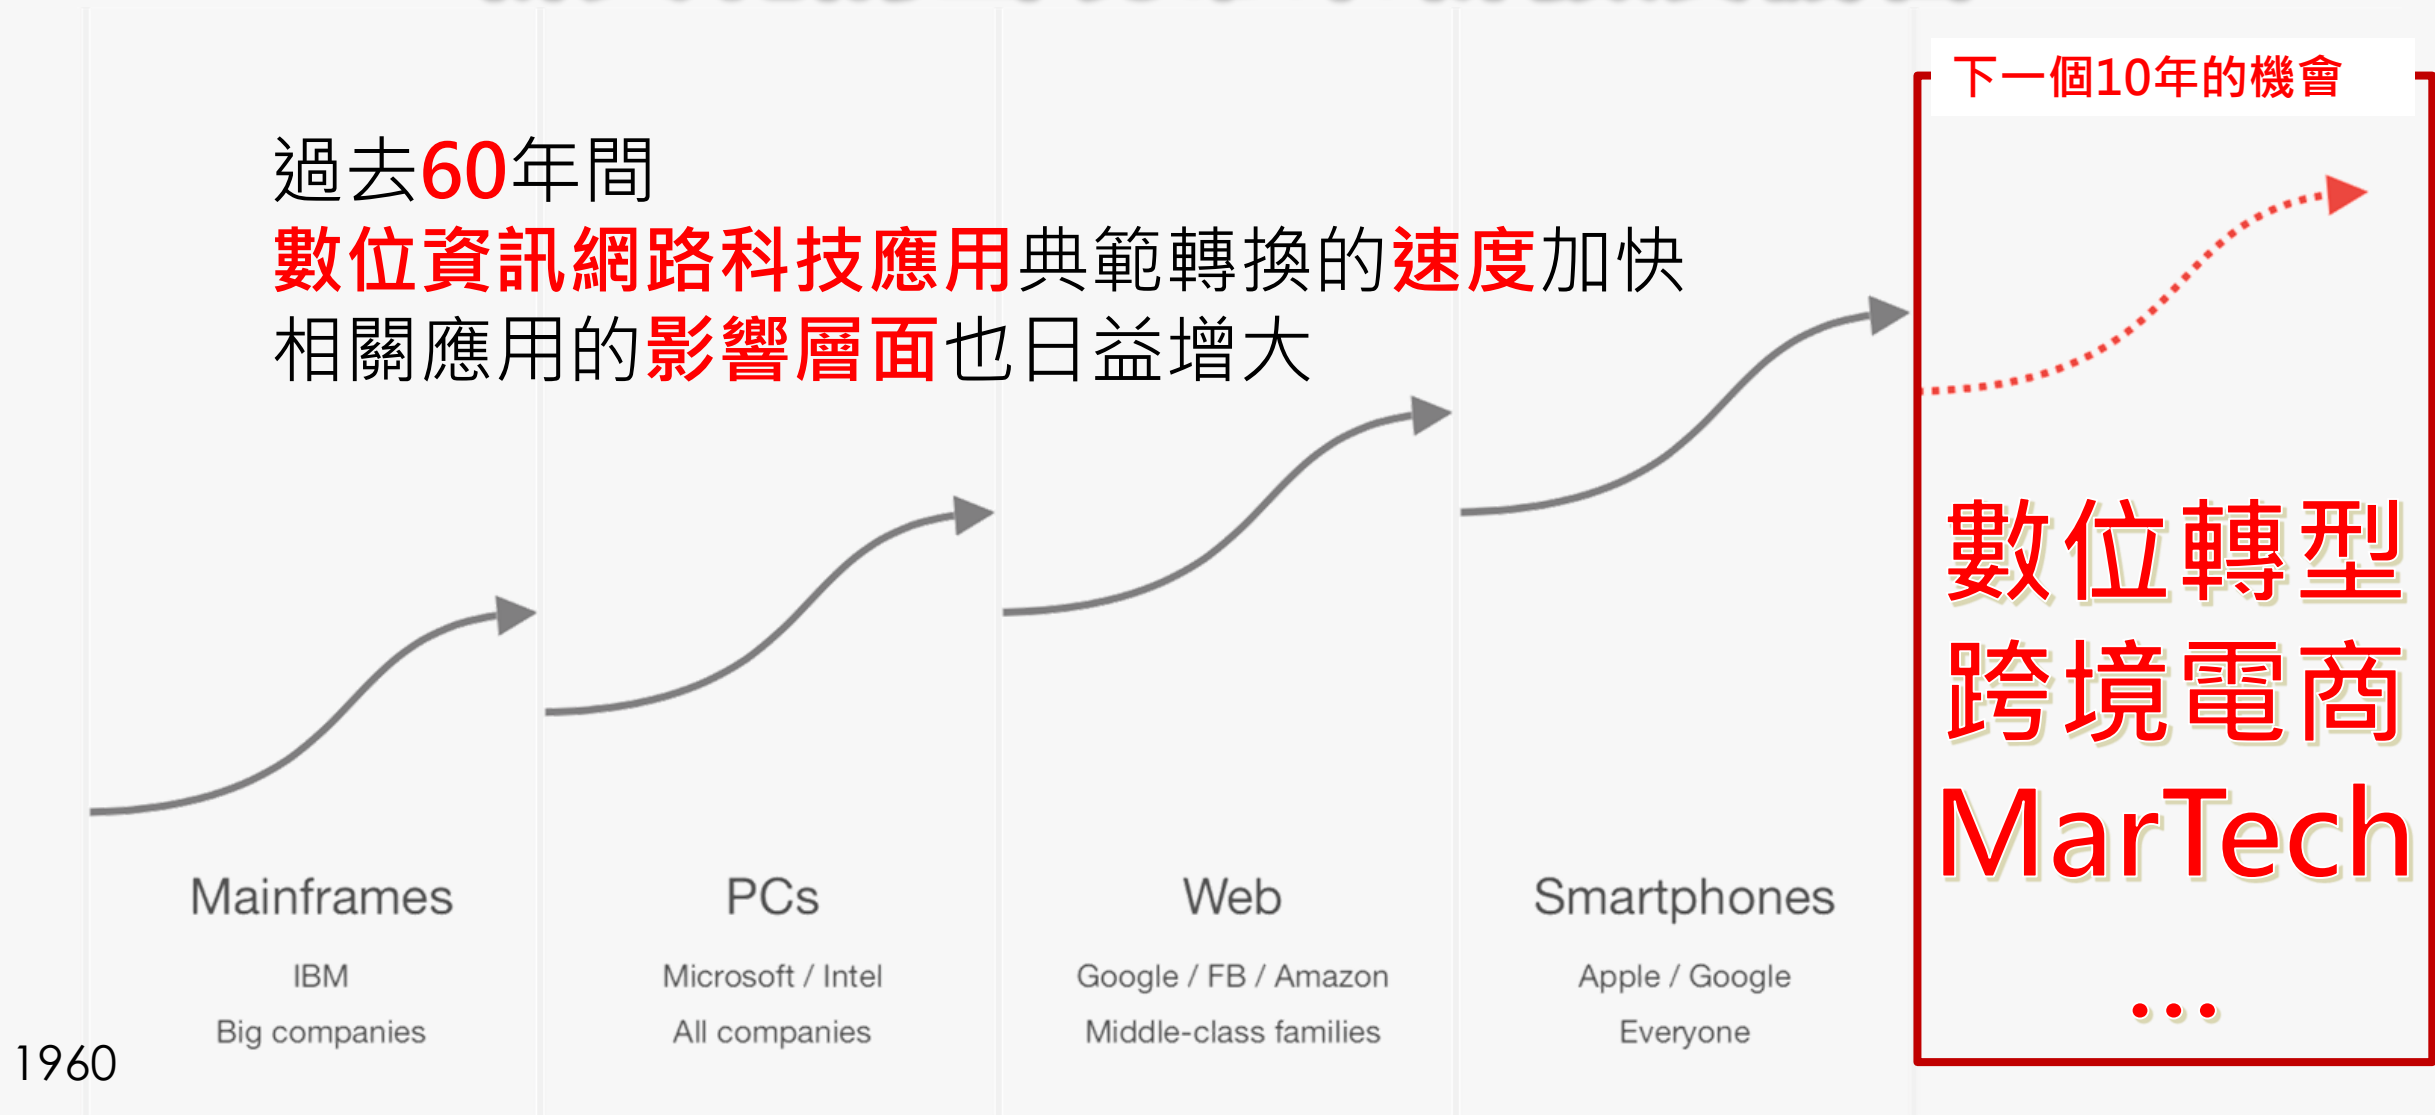 下一個10年的機會
過去60年間
數位資訊網路科技應用典範轉換的速度加快
相關應用的影響層面也日益增大
數位轉型
跨境電商
MarTech
...
Mainframes
IBM
Big companies
PCs
Microsoft / Intel
All companies
Web
Google / FB / Amazon
Middle-class families
Smartphones
Apple / Google
Everyone
1960